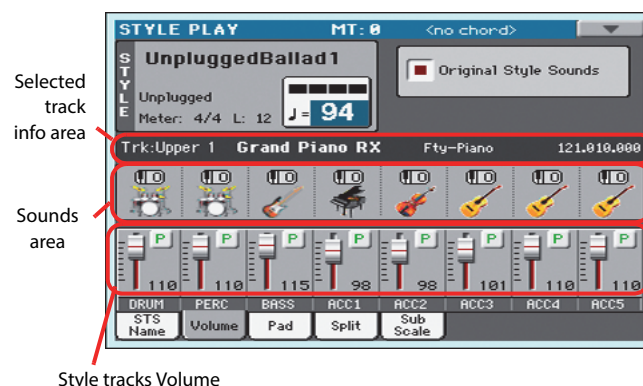 STYLE PLAY MT: 0 <no chord>
STYLE
UnpluggedBallad1
Original Style Sounds
Unplugged
Meter: 4/4 L: 12 ♩= 94
Selected
track
info area
Trk:Upper 1 Grand Piano RX Fty-Piano 121.010.000
Sounds
area
P P P P P P P P
110 110 115 98 98 101 110 110
DRUM PERC BASS ACC1 ACC2 ACC3 ACC4 ACC5
STS Name Volume Pad Split Sub Scale
Style tracks Volume